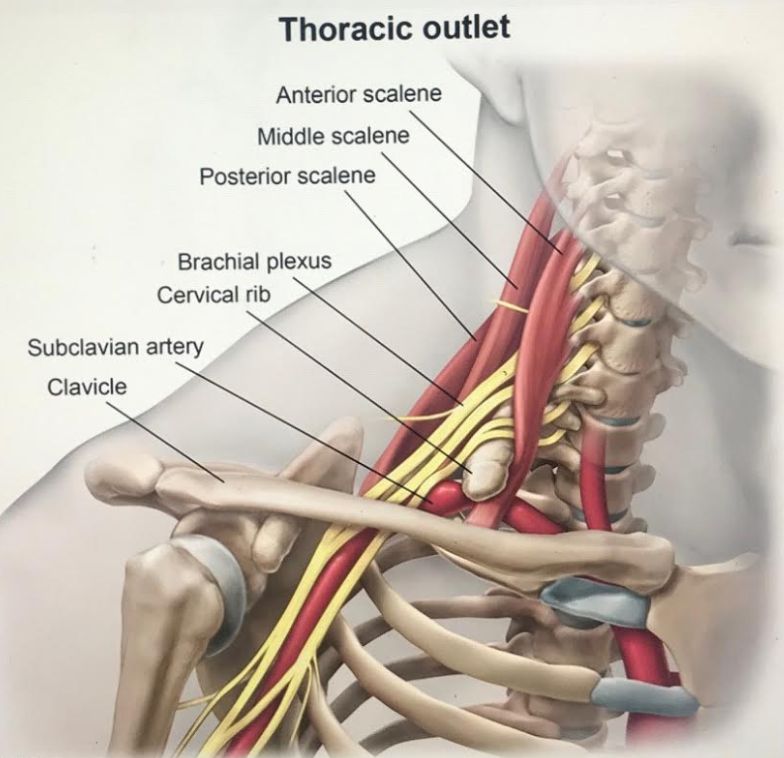 Thoracic outlet
Anterior scalene
Middle scalene
Posterior scalene
Brachial plexus
Cervical rib
Subclavian artery
Clavicle